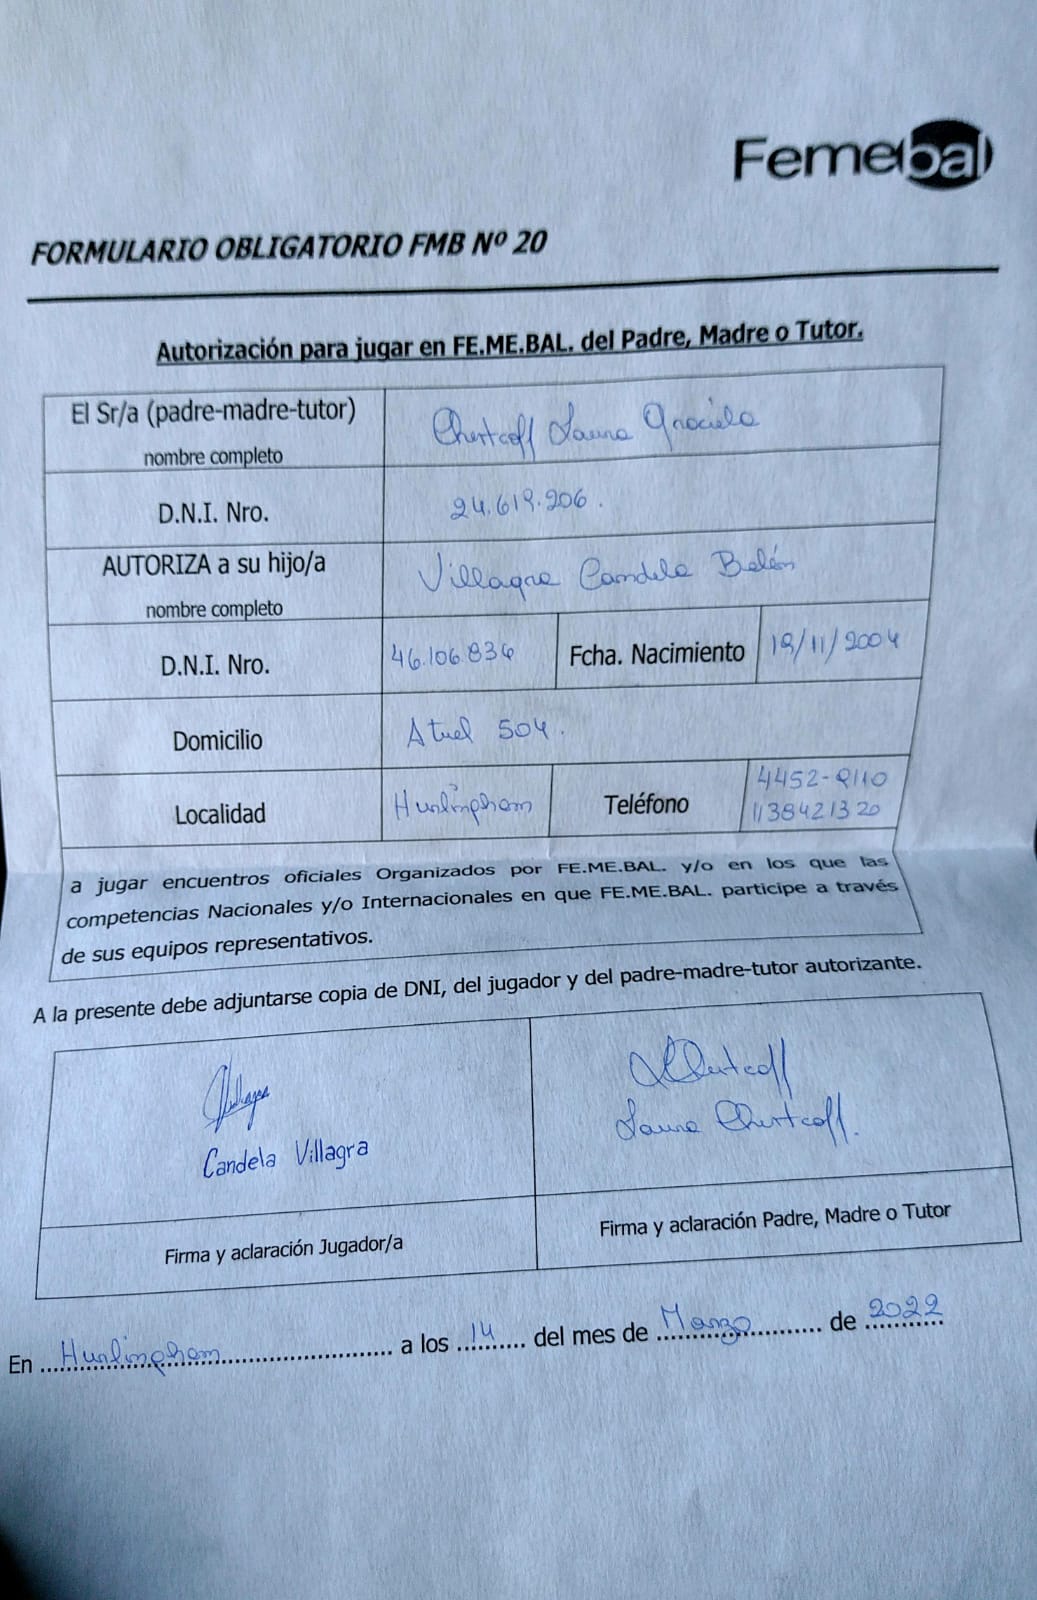 Femebal
FORMULARIO OBLIGATORIO FMB Nº 20
Autorización para jugar en FE.ME.BAL. del Padre, Madre o Tutor.
El Sr/a (padre-madre-tutor)
nombre completo
Chertcoff Laura Graciela
D.N.I. Nro.
24.619.206.
AUTORIZA a su hijo/a
nombre completo
Villagra Candela Belén
D.N.I. Nro.
46.106.836
Fcha. Nacimiento
19/11/2004
Domicilio
Atuel 504.
Localidad
Hurlingham
Teléfono
4452-9110
1138421320
a jugar encuentros oficiales Organizados por FE.ME.BAL. y/o en los que las
competencias Nacionales y/o Internacionales en que FE.ME.BAL. participe a través
de sus equipos representativos.
A la presente debe adjuntarse copia de DNI, del jugador y del padre-madre-tutor autorizante.
Villagra
Candela Villagra
LChertcoff
Laura Chertcoff.
Firma y aclaración Jugador/a
Firma y aclaración Padre, Madre o Tutor
En Hurlingham a los 14 del mes de Marzo de 2022